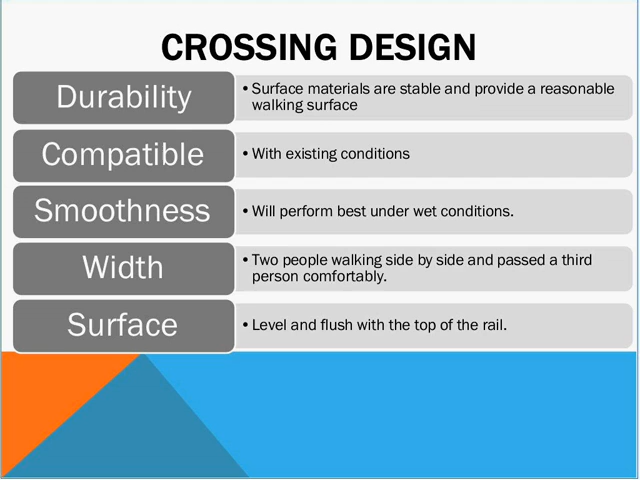 CROSSING DESIGN
Durability
• Surface materials are stable and provide a reasonable
walking surface
Compatible
• With existing conditions
Smoothness
• Will perform best under wet conditions.
Width
• Two people walking side by side and passed a third
person comfortably.
Surface
• Level and flush with the top of the rail.